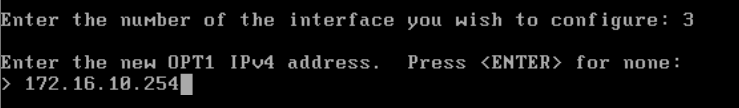 Enter the number of the interface you wish to configure: 3
Enter the new OPT1 IPv4 address.  Press <ENTER> for none:
> 172.16.10.254